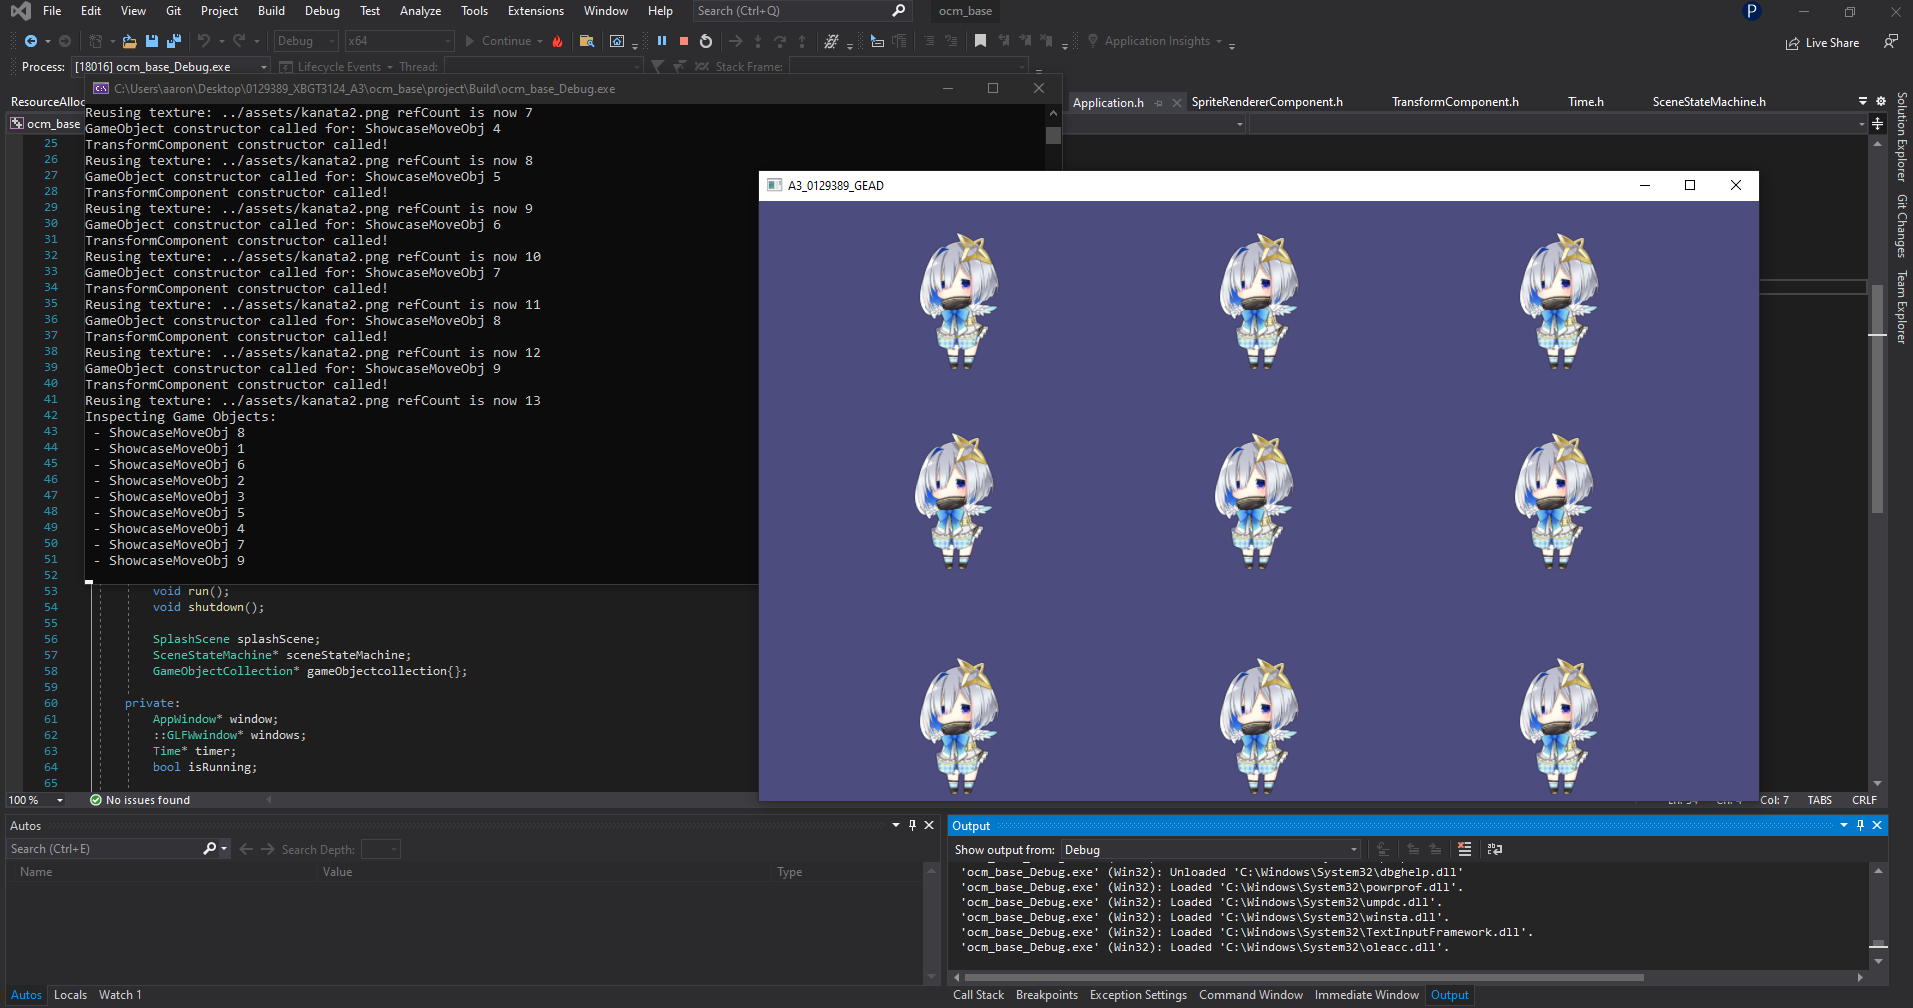 File Edit View Git Project Build Debug Test Analyze Tools Extensions Window Help Search (Ctrl+Q) ocm_base P
Debug x64 Continue Application Insights Live Share
Process: [18016] ocm_base_Debug.exe Lifecycle Events Thread: Stack Frame:
C:\Users\aaron\Desktop\0129389_XBGT3124_A3\ocm_base\project\Build\ocm_base_Debug.exe
ResourceAlloc Application.h SpriteRendererComponent.h TransformComponent.h Time.h SceneStateMachine.h
ocm_base
Solution Explorer
Git Changes
Team Explorer
Reusing texture: ../assets/kanata2.png refCount is now 7
GameObject constructor called for: ShowcaseMoveObj 4
25 TransformComponent constructor called!
26 Reusing texture: ../assets/kanata2.png refCount is now 8
27 GameObject constructor called for: ShowcaseMoveObj 5
28 TransformComponent constructor called!
29 Reusing texture: ../assets/kanata2.png refCount is now 9
30 GameObject constructor called for: ShowcaseMoveObj 6
31 TransformComponent constructor called!
32 Reusing texture: ../assets/kanata2.png refCount is now 10
33 GameObject constructor called for: ShowcaseMoveObj 7
34 TransformComponent constructor called!
35 Reusing texture: ../assets/kanata2.png refCount is now 11
36 GameObject constructor called for: ShowcaseMoveObj 8
37 TransformComponent constructor called!
38 Reusing texture: ../assets/kanata2.png refCount is now 12
39 GameObject constructor called for: ShowcaseMoveObj 9
40 TransformComponent constructor called!
41 Reusing texture: ../assets/kanata2.png refCount is now 13
42 Inspecting Game Objects:
43 - ShowcaseMoveObj 8
44 - ShowcaseMoveObj 1
45 - ShowcaseMoveObj 6
46 - ShowcaseMoveObj 2
47 - ShowcaseMoveObj 3
48 - ShowcaseMoveObj 5
49 - ShowcaseMoveObj 4
50 - ShowcaseMoveObj 7
51 - ShowcaseMoveObj 9
52
53 void run();
54 void shutdown();
55
56 SplashScene splashScene;
57 SceneStateMachine* sceneStateMachine;
58 GameObjectCollection* gameObjectcollection{};
59
60 private:
61 AppWindow* window;
62 ::GLFWwindow* windows;
63 Time* timer;
64 bool isRunning;
65
A3_0129389_GEAD
100 % No issues found Col: 7 TABS CRLF
Autos
Search (Ctrl+E) Search Depth:
Name Value Type
Autos Locals Watch 1
Output
Show output from: Debug
'ocm_base_Debug.exe' (Win32): Unloaded 'C:\Windows\System32\dbghelp.dll'
'ocm_base_Debug.exe' (Win32): Loaded 'C:\Windows\System32\powrprof.dll'.
'ocm_base_Debug.exe' (Win32): Loaded 'C:\Windows\System32\umpdc.dll'.
'ocm_base_Debug.exe' (Win32): Loaded 'C:\Windows\System32\winsta.dll'.
'ocm_base_Debug.exe' (Win32): Loaded 'C:\Windows\System32\TextInputFramework.dll'.
'ocm_base_Debug.exe' (Win32): Loaded 'C:\Windows\System32\oleacc.dll'.
Call Stack Breakpoints Exception Settings Command Window Immediate Window Output